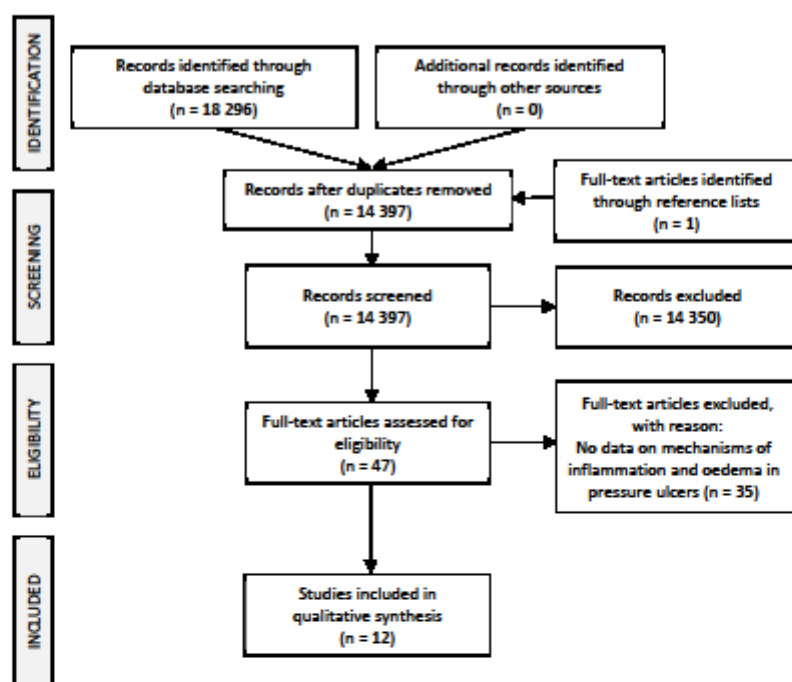 IDENTIFICATION
Records identified through
database searching
(n = 18 296)
Additional records identified
through other sources
(n = 0)
Records after duplicates removed
(n = 14 397)
Full-text articles identified
through reference lists
(n = 1)
SCREENING
Records screened
(n = 14 397)
Records excluded
(n = 14 350)
ELIGIBILITY
Full-text articles assessed for
eligibility
(n = 47)
Full-text articles excluded,
with reason:
No data on mechanisms of
inflammation and oedema in
pressure ulcers (n = 35)
INCLUDED
Studies included in
qualitative synthesis
(n = 12)